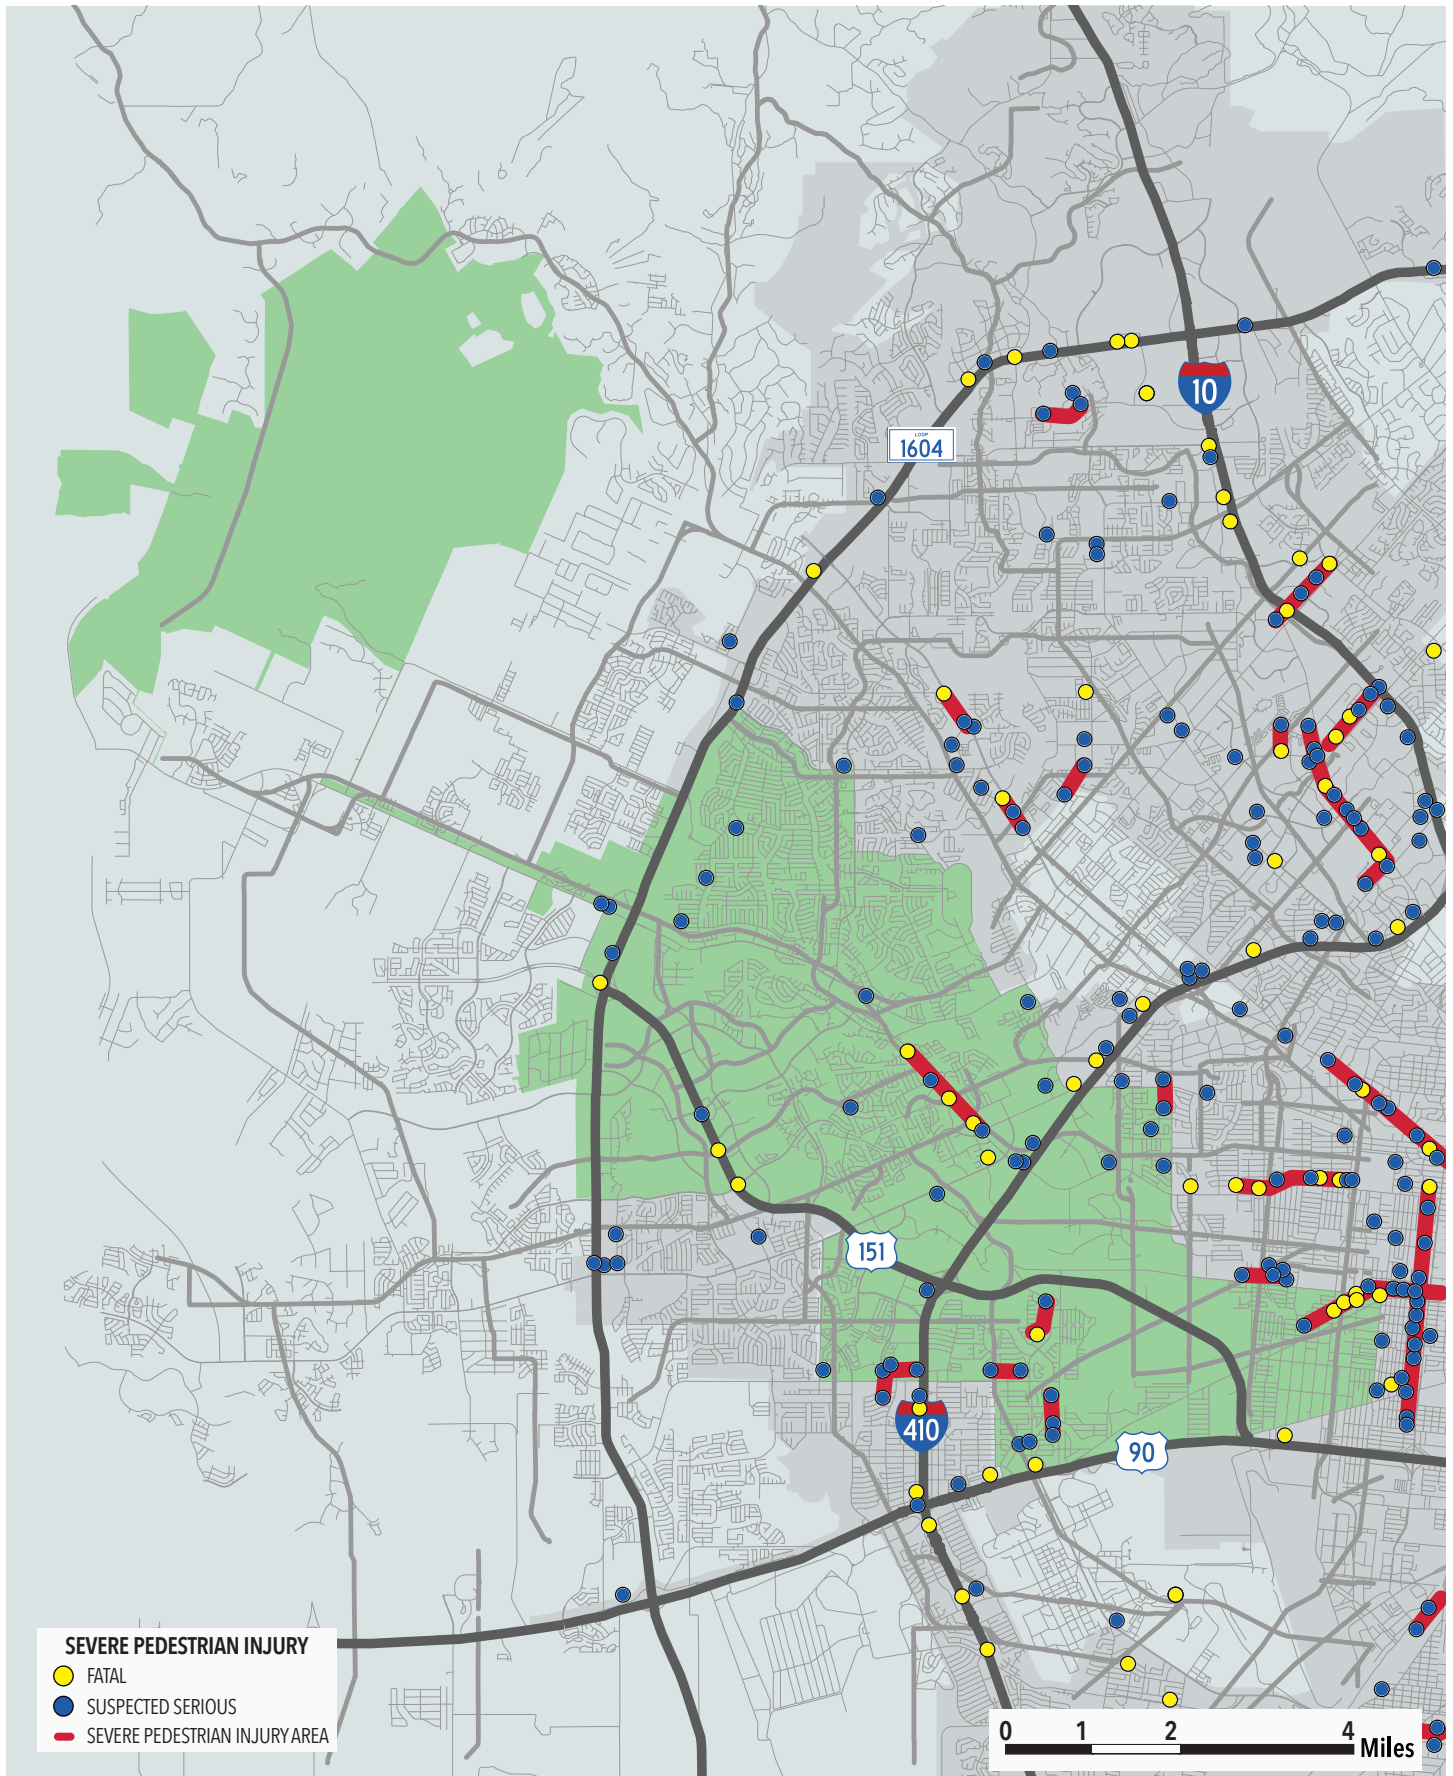 10
LOOP
1604
151
410
90
SEVERE PEDESTRIAN INJURY
FATAL
SUSPECTED SERIOUS
SEVERE PEDESTRIAN INJURY AREA
0 1 2 4 Miles